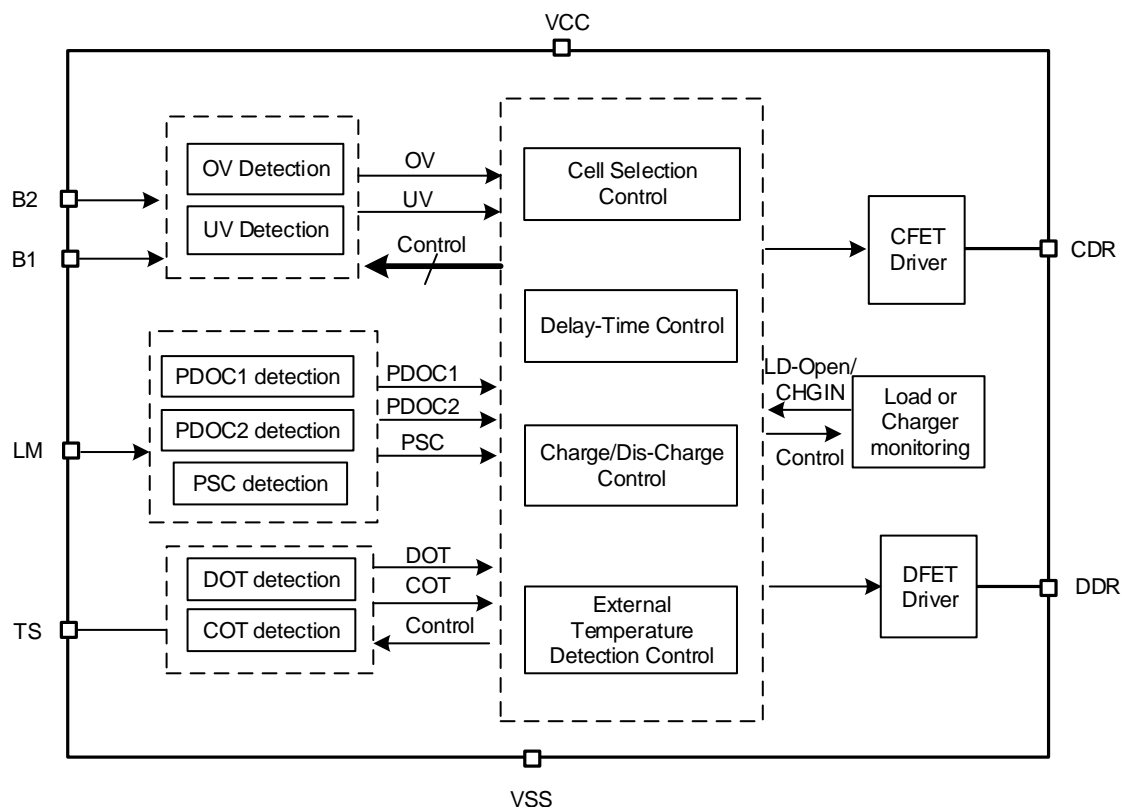 VCC
OV Detection
UV Detection
OV
UV
Control
B2
B1
Cell Selection
Control
CFET
Driver
CDR
Delay-Time Control
PDOC1 detection
PDOC2 detection
PSC detection
PDOC1
PDOC2
PSC
LM
Charge/Dis-Charge
Control
LD-Open/
CHGIN
Control
Load or
Charger
monitoring
DOT detection
COT detection
DOT
COT
Control
TS
External
Temperature
Detection Control
DFET
Driver
DDR
VSS